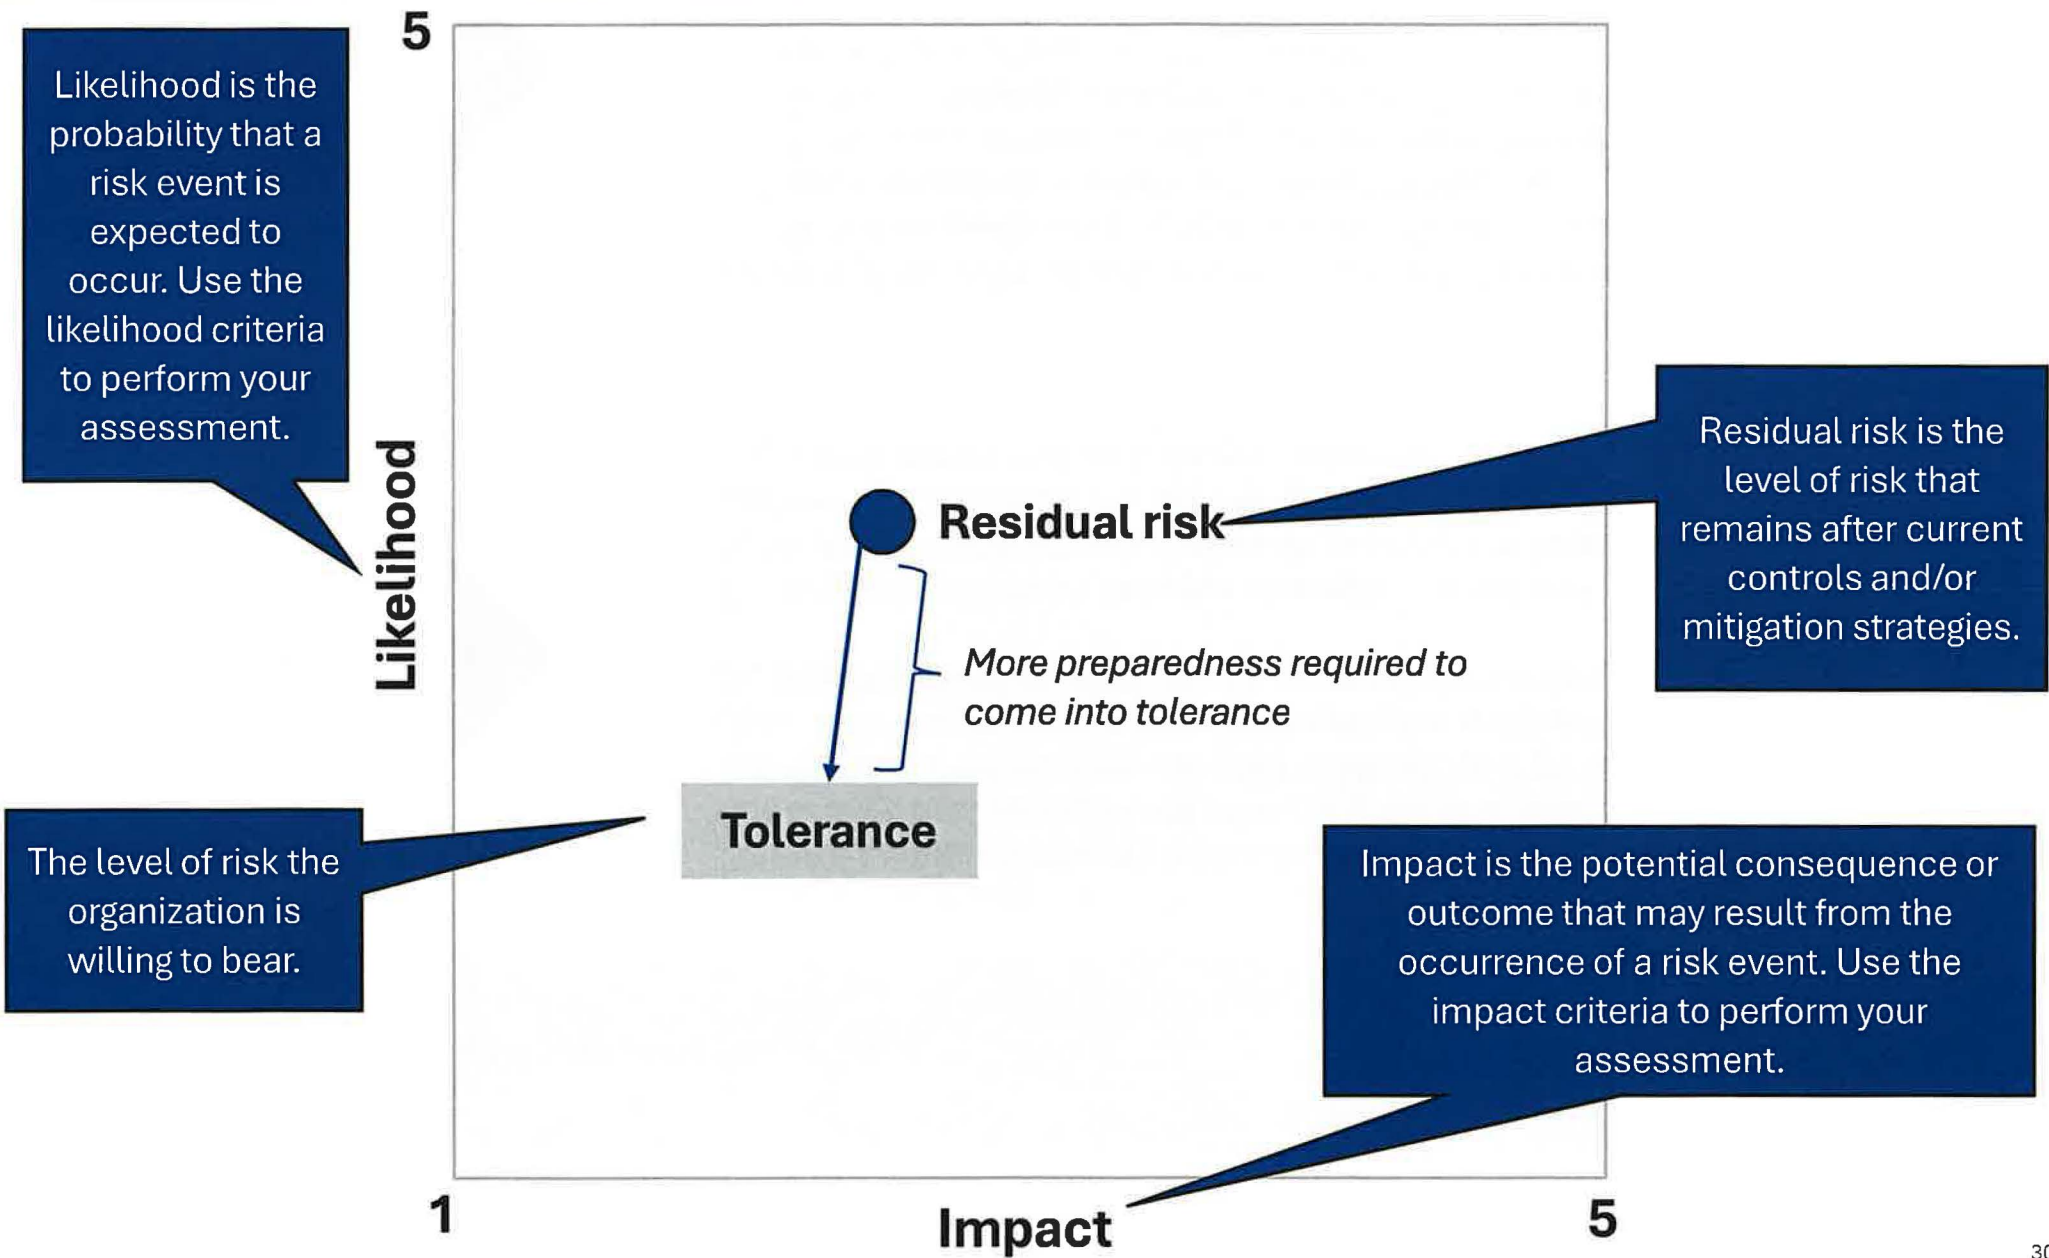 5
Likelihood is the
probability that a
risk event is
expected to
occur. Use the
likelihood criteria
to perform your
assessment.
Likelihood
Residual risk
Residual risk is the
level of risk that
remains after current
controls and/or
mitigation strategies.
More preparedness required to
come into tolerance
Tolerance
The level of risk the
organization is
willing to bear.
Impact is the potential consequence or
outcome that may result from the
occurrence of a risk event. Use the
impact criteria to perform your
assessment.
1
Impact
5
30